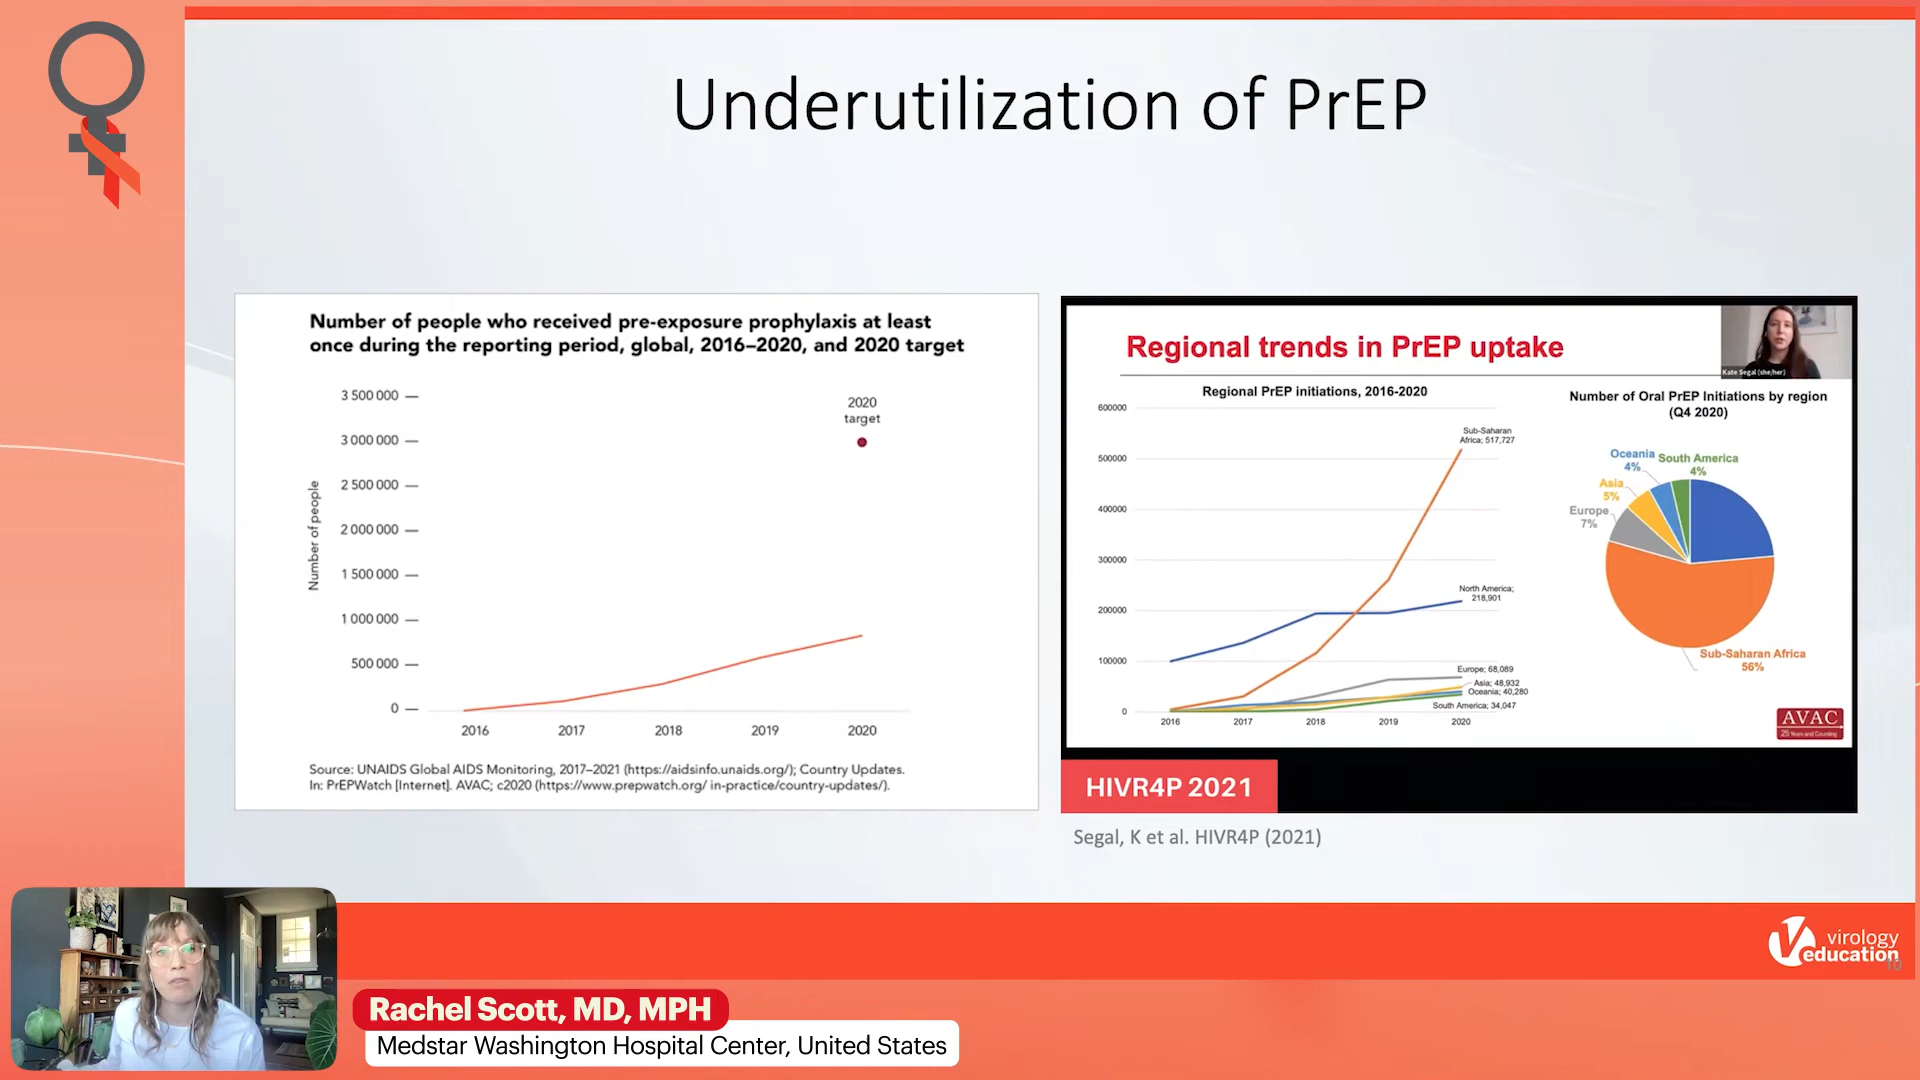 Underutilization of PrEP
Number of people who received pre-exposure prophylaxis at least
once during the reporting period, global, 2016–2020, and 2020 target
3 500 000
3 000 000
2 500 000
2 000 000
1 500 000
1 000 000
500 000
0
Number of people
2020
target
2016
2017
2018
2019
2020
Source: UNAIDS Global AIDS Monitoring, 2017–2021 (https://aidsinfo.unaids.org/); Country Updates.
In: PrEPWatch [Internet]. AVAC; c2020 (https://www.prepwatch.org/ in-practice/country-updates/).
Regional trends in PrEP uptake
Kate Segal (she/her)
Regional PrEP initiations, 2016-2020
600000
500000
400000
300000
200000
100000
0
2016
2017
2018
2019
2020
Sub-Saharan
Africa; 517,727
North America;
218,901
Europe; 68,089
Asia; 48,932
Oceania; 40,280
South America; 34,047
Number of Oral PrEP Initiations by region
(Q4 2020)
Oceania
4%
South America
4%
Asia
5%
Europe
7%
Sub-Saharan Africa
56%
AVAC
25 Years and Counting
HIVR4P 2021
Segal, K et al. HIVR4P (2021)
virology
education
10
Rachel Scott, MD, MPH
Medstar Washington Hospital Center, United States